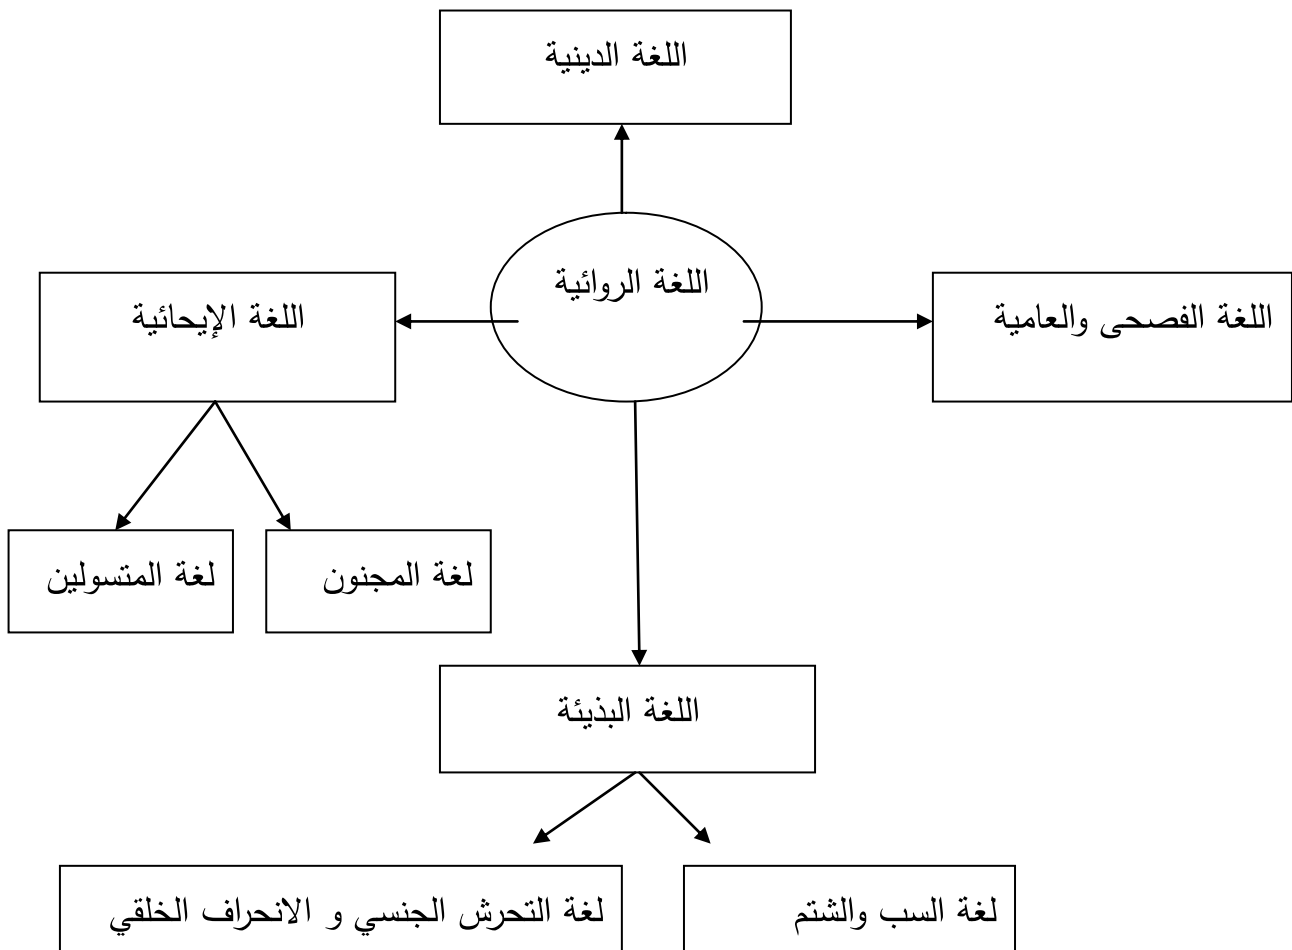 اللغة الدينية
اللغة الروائية
اللغة الفصحى والعامية
اللغة الإيحائية
لغة المجنون
لغة المتسولين
اللغة البذيئة
لغة السب والشتم
لغة التحرش الجنسي و الانحراف الخلقي